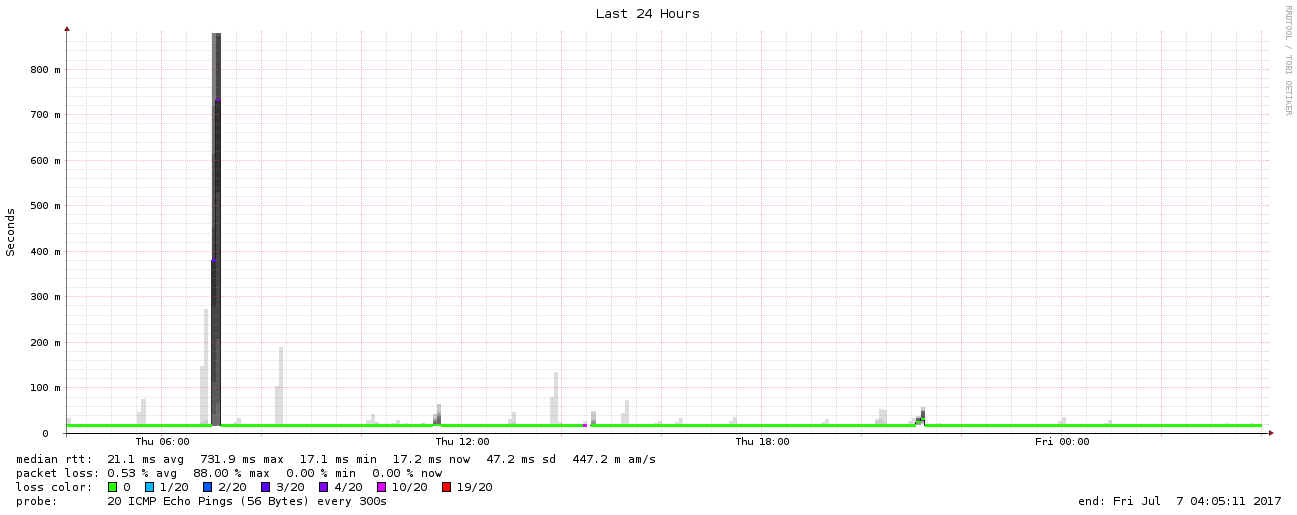 Last 24 Hours
RRDTOOL / TOBI OETIKER
Seconds
800 m
700 m
600 m
500 m
400 m
300 m
200 m
100 m
0
Thu 06:00 Thu 12:00 Thu 18:00 Fri 00:00
median rtt: 21.1 ms avg 731.9 ms max 17.1 ms min 17.2 ms now 47.2 ms sd 447.2 m am/s
packet loss: 0.53 % avg 88.00 % max 0.00 % min 0.00 % now
loss color: 0 1/20 2/20 3/20 4/20 10/20 19/20
probe: 20 ICMP Echo Pings (56 Bytes) every 300s end: Fri Jul 7 04:05:11 2017